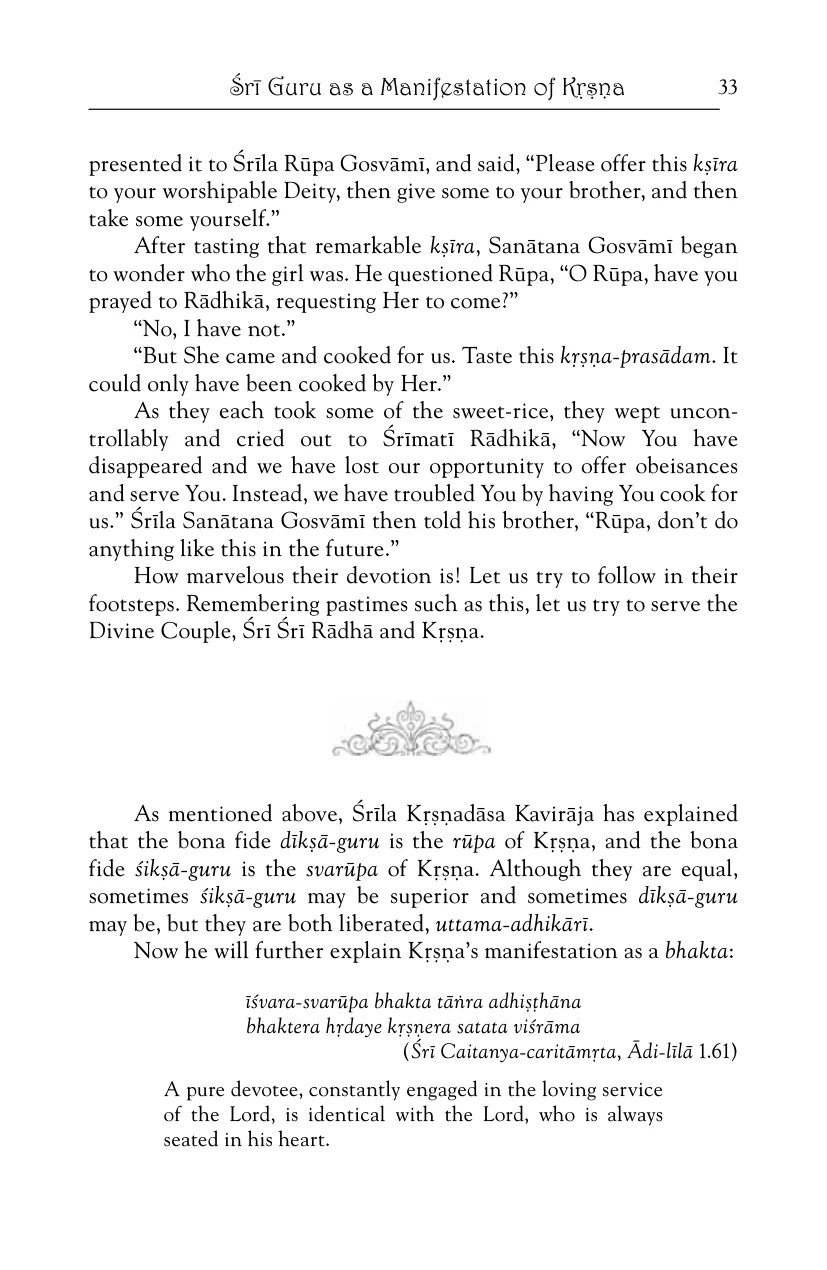 Śrī Guru as a Manifestation of Kṛṣṇa 33
presented it to Śrīla Rūpa Gosvāmī, and said, “Please offer this kṣīra
to your worshipable Deity, then give some to your brother, and then
take some yourself.”
After tasting that remarkable kṣīra, Sanātana Gosvāmī began
to wonder who the girl was. He questioned Rūpa, “O Rūpa, have you
prayed to Rādhikā, requesting Her to come?”
“No, I have not.”
“But She came and cooked for us. Taste this kṛṣṇa-prasādam. It
could only have been cooked by Her.”
As they each took some of the sweet-rice, they wept uncon-
trollably and cried out to Śrīmatī Rādhikā, “Now You have
disappeared and we have lost our opportunity to offer obeisances
and serve You. Instead, we have troubled You by having You cook for
us.” Śrīla Sanātana Gosvāmī then told his brother, “Rūpa, don’t do
anything like this in the future.”
How marvelous their devotion is! Let us try to follow in their
footsteps. Remembering pastimes such as this, let us try to serve the
Divine Couple, Śrī Śrī Rādhā and Kṛṣṇa.
As mentioned above, Śrīla Kṛṣṇadāsa Kavirāja has explained
that the bona fide dīkṣā-guru is the rūpa of Kṛṣṇa, and the bona
fide śikṣā-guru is the svarūpa of Kṛṣṇa. Although they are equal,
sometimes śikṣā-guru may be superior and sometimes dīkṣā-guru
may be, but they are both liberated, uttama-adhikārī.
Now he will further explain Kṛṣṇa’s manifestation as a bhakta:
īśvara-svarūpa bhakta tāṅra adhiṣṭhāna
bhaktera hṛdaye kṛṣṇera satata viśrāma
(Śrī Caitanya-caritāmṛta, Ādi-līlā 1.61)
A pure devotee, constantly engaged in the loving service
of the Lord, is identical with the Lord, who is always
seated in his heart.